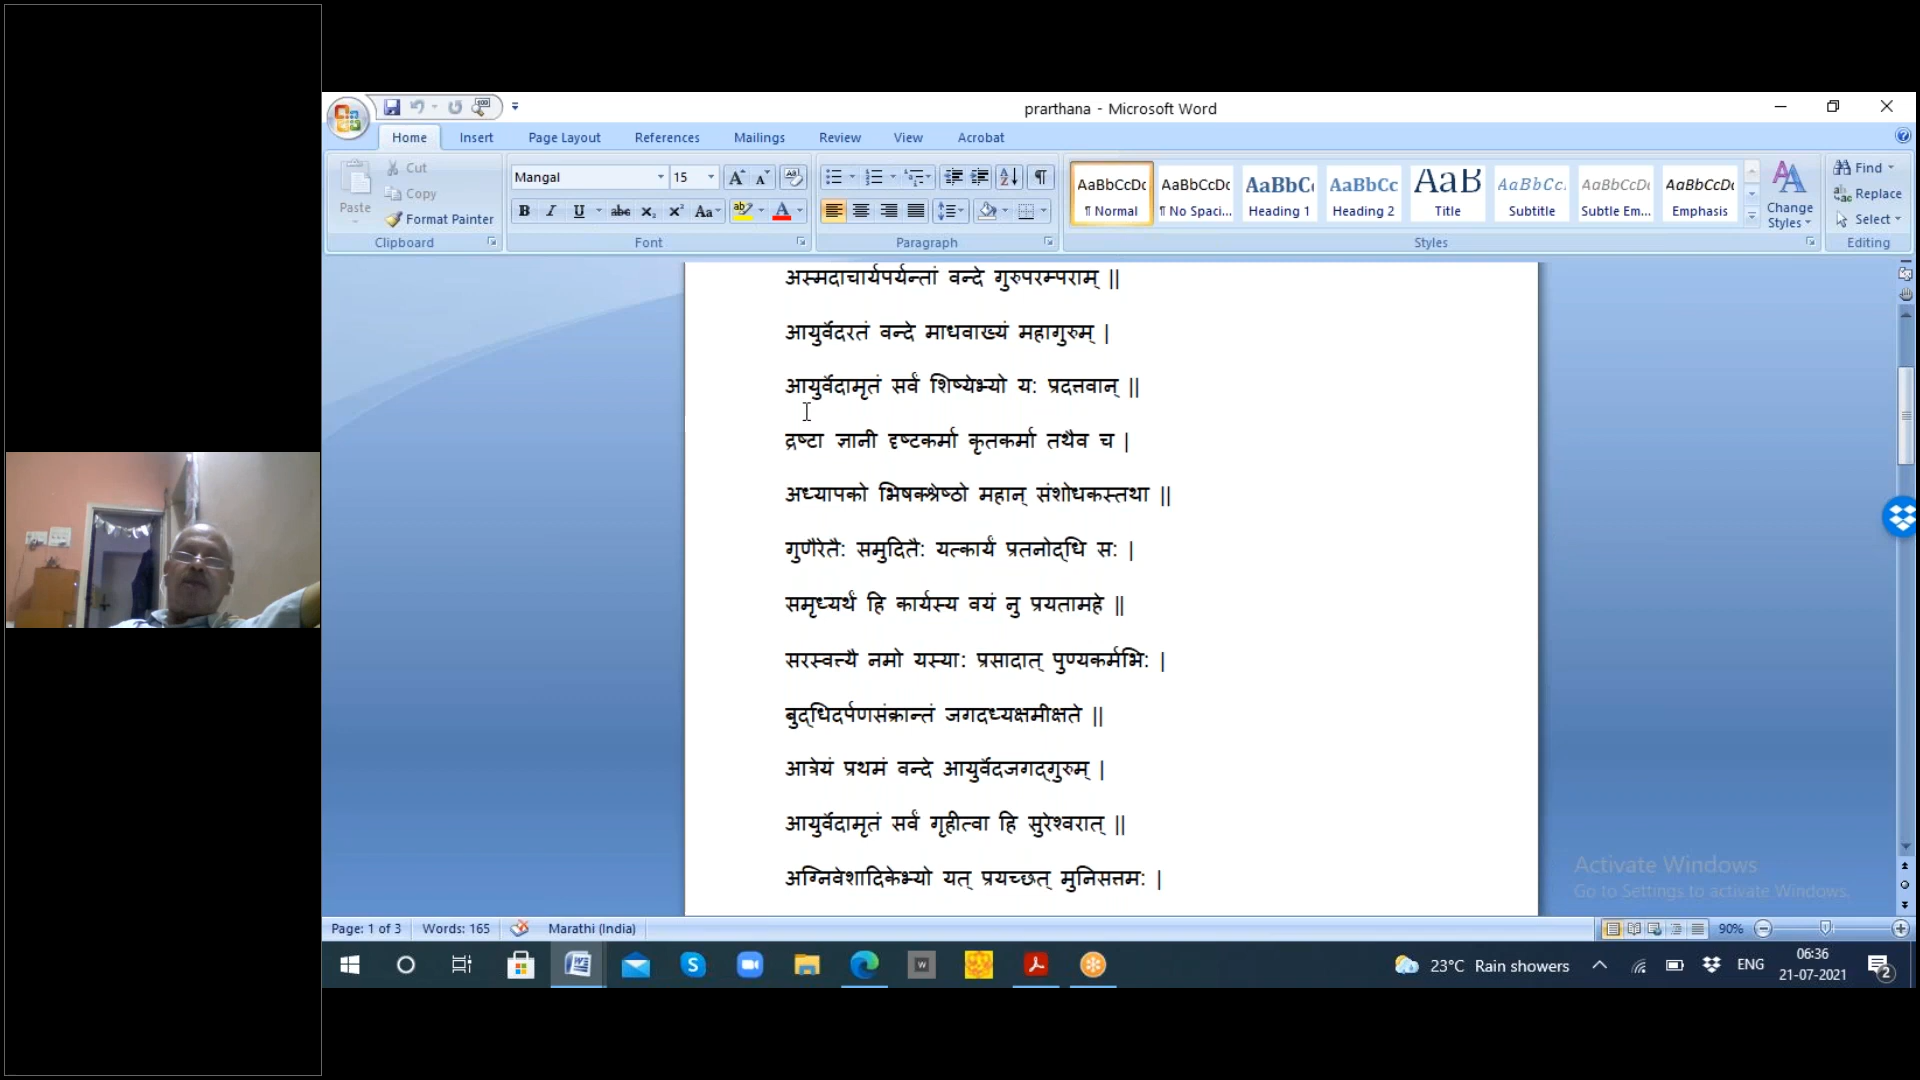 prarthana - Microsoft Word
Home Insert Page Layout References Mailings Review View Acrobat
Cut
Copy
Paste
Format Painter
Clipboard
Mangal 15
Font
Paragraph
AaBbCcDc AaBbCcDc AaBbC AaBbCc AaB AaBbCc. AaBbCcDc AaBbCcDc
¶ Normal ¶ No Spaci... Heading 1 Heading 2 Title Subtitle Subtle Em... Emphasis
Change Styles
Styles
Find
Replace
Select
Editing
अस्मदाचार्यपर्यन्तां वन्दे गुरुपरम्पराम् ||
आयुर्वेदरतं वन्दे माधवाख्यं महागुरुम् |
आयुर्वेदामृतं सर्वं शिष्येभ्यो य: प्रदत्तवान् ||
द्रष्टा ज्ञानी दृष्टकर्मा कृतकर्मा तथैव च |
अध्यापको भिषक्श्रेष्ठो महान् संशोधकस्तथा ||
गुणैरेतै: समुदितै: यत्कार्यं प्रतनोद्धि स: |
समृध्यर्थं हि कार्यस्य वयं नु प्रयतामहे ||
सरस्वत्यै नमो यस्या: प्रसादात् पुण्यकर्मभि: |
बुद्धिदर्पणसंक्रान्तं जगदध्यक्षमीक्षते ||
आत्रेयं प्रथमं वन्दे आयुर्वेदजगद्गुरुम् |
आयुर्वेदामृतं सर्वं गृहीत्वा हि सुरेश्वरात् ||
अग्निवेशादिकेभ्यो यत् प्रयच्छत् मुनिसत्तम: |
Activate Windows
Go to Settings to activate Windows.
Page: 1 of 3 Words: 165 Marathi (India) 90%
23°C Rain showers ENG 06:36
21-07-2021
2